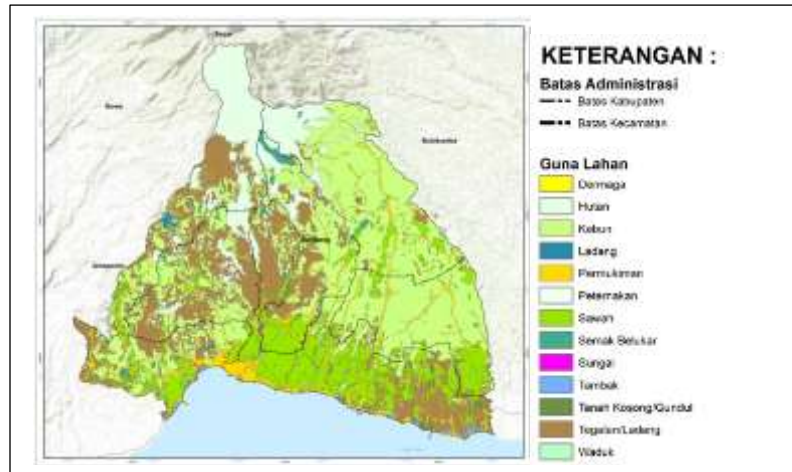 KETERANGAN :
Batas Administrasi
Batas Kabupaten
Batas Kecamatan
Guna Lahan
Dermaga
Hutan
Kebun
Ladang
Permukiman
Peternakan
Sawah
Semak Belukar
Sungai
Tambak
Tanah Kosong/Gundul
Tegalan/Ladang
Waduk